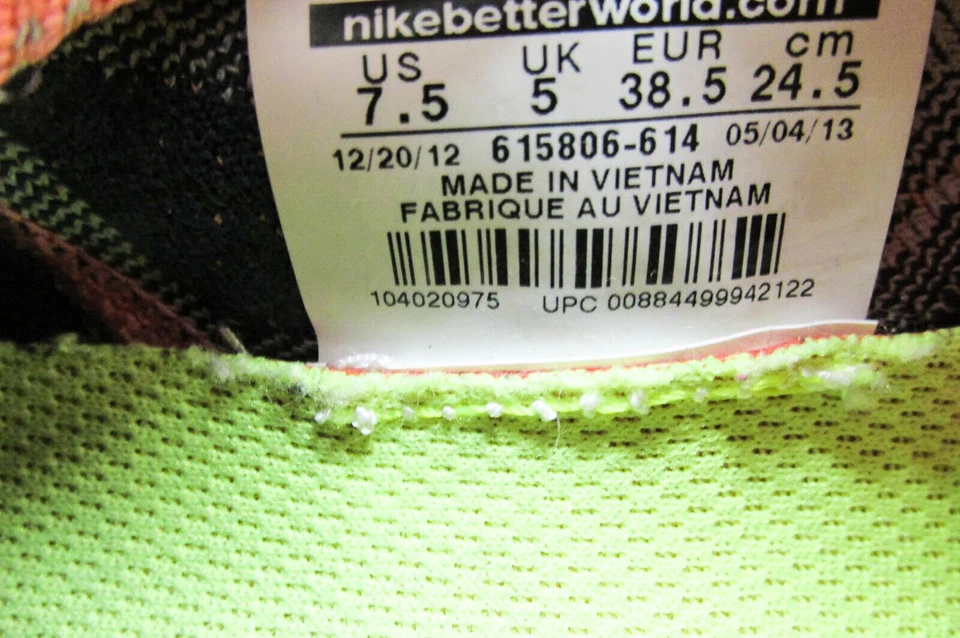 nikebetterworld.com
US UK EUR cm
7.5 5 38.5 24.5
12/20/12 615806-614 05/04/13
MADE IN VIETNAM
FABRIQUE AU VIETNAM
104020975 UPC 00884499942122